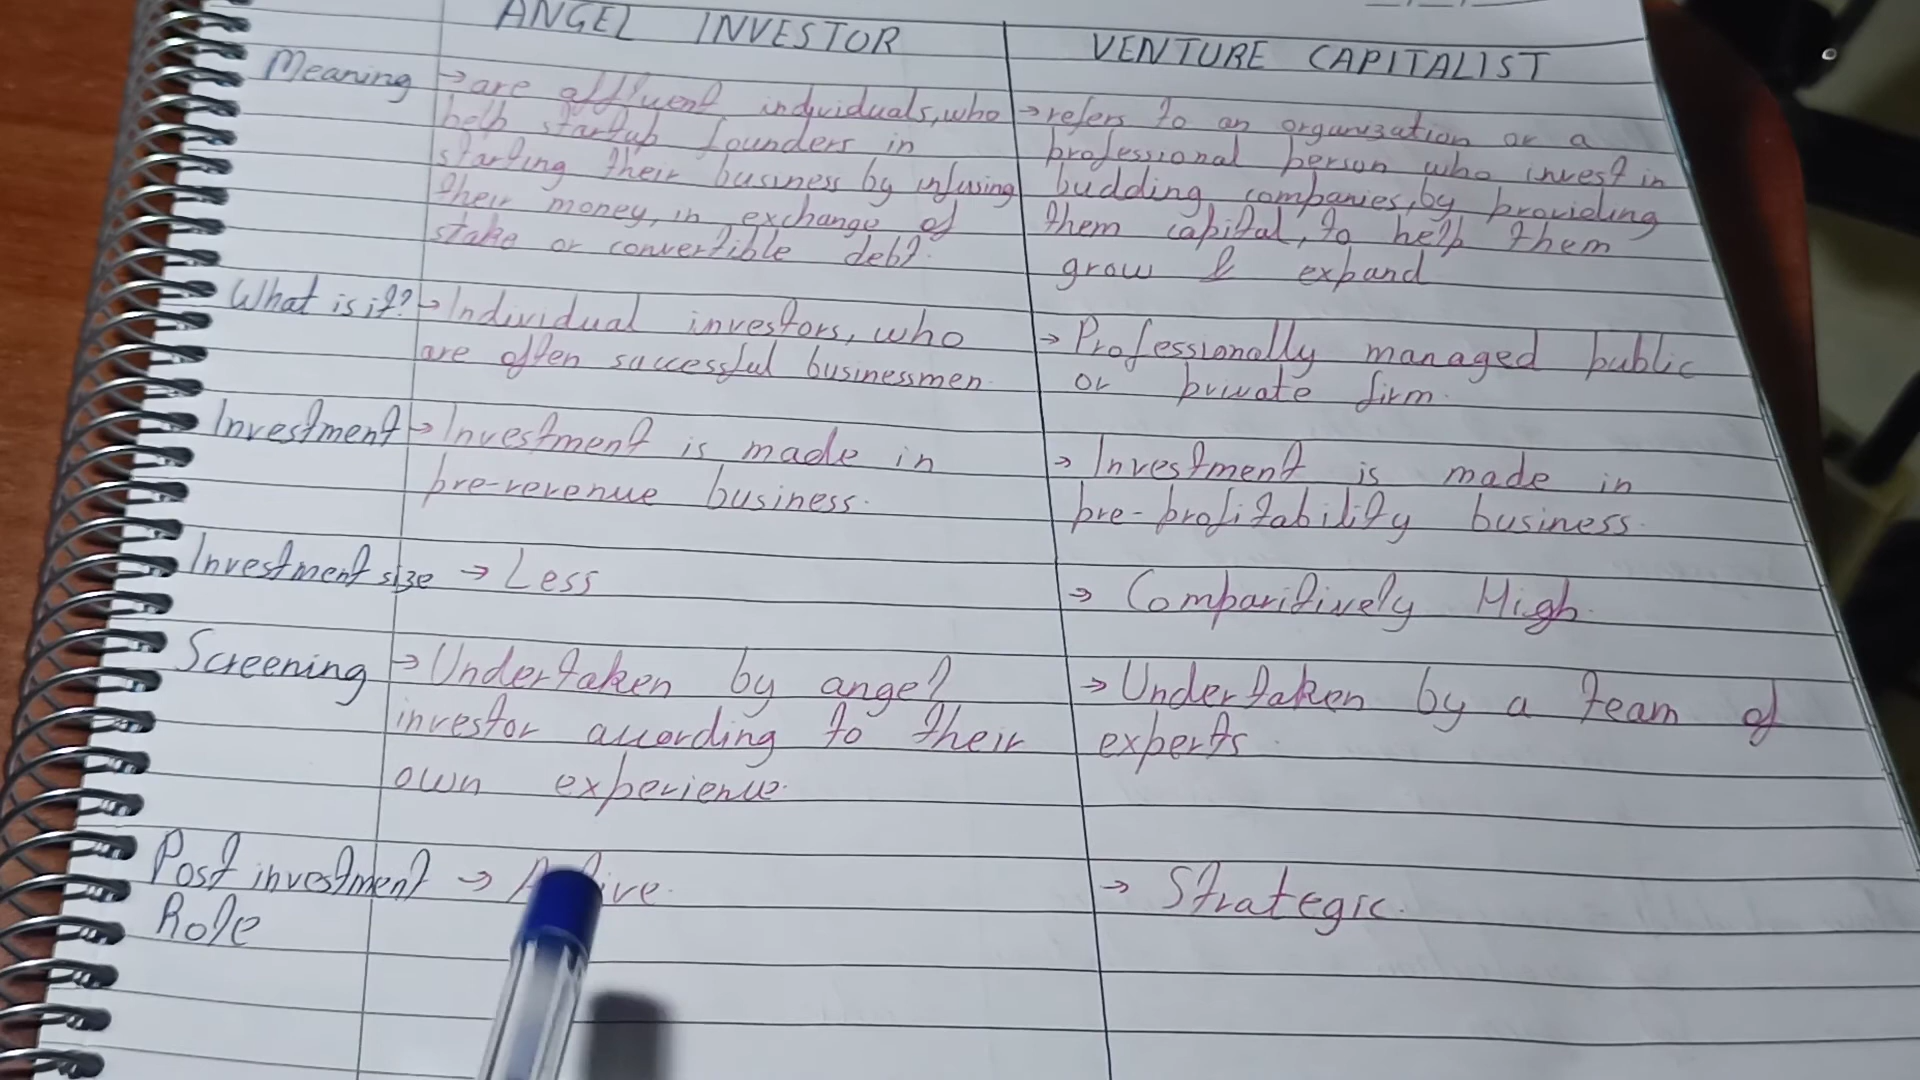 ANGEL INVESTOR
VENTURE CAPITALIST
Meaning
→are affluent individuals, who
help startup founders in
starting their business by infusing
their money, in exchange of
stake or convertible debt.
→refers to an organization or a
professional person who invest in
budding companies, by providing
them capital, to help them
grow & expand
What is it?
→Individual investors, who
are often successful businessmen.
→Professionally managed public
or private firm.
Investment
→Investment is made in
pre-revenue business.
→Investment is made in
pre-profitability business.
Investment size
→Less
→Comparitively High.
Screening
→Undertaken by angel
investor according to their
own experience.
→Undertaken by a team of
experts.
Post investment
Role
→
→Strategic.